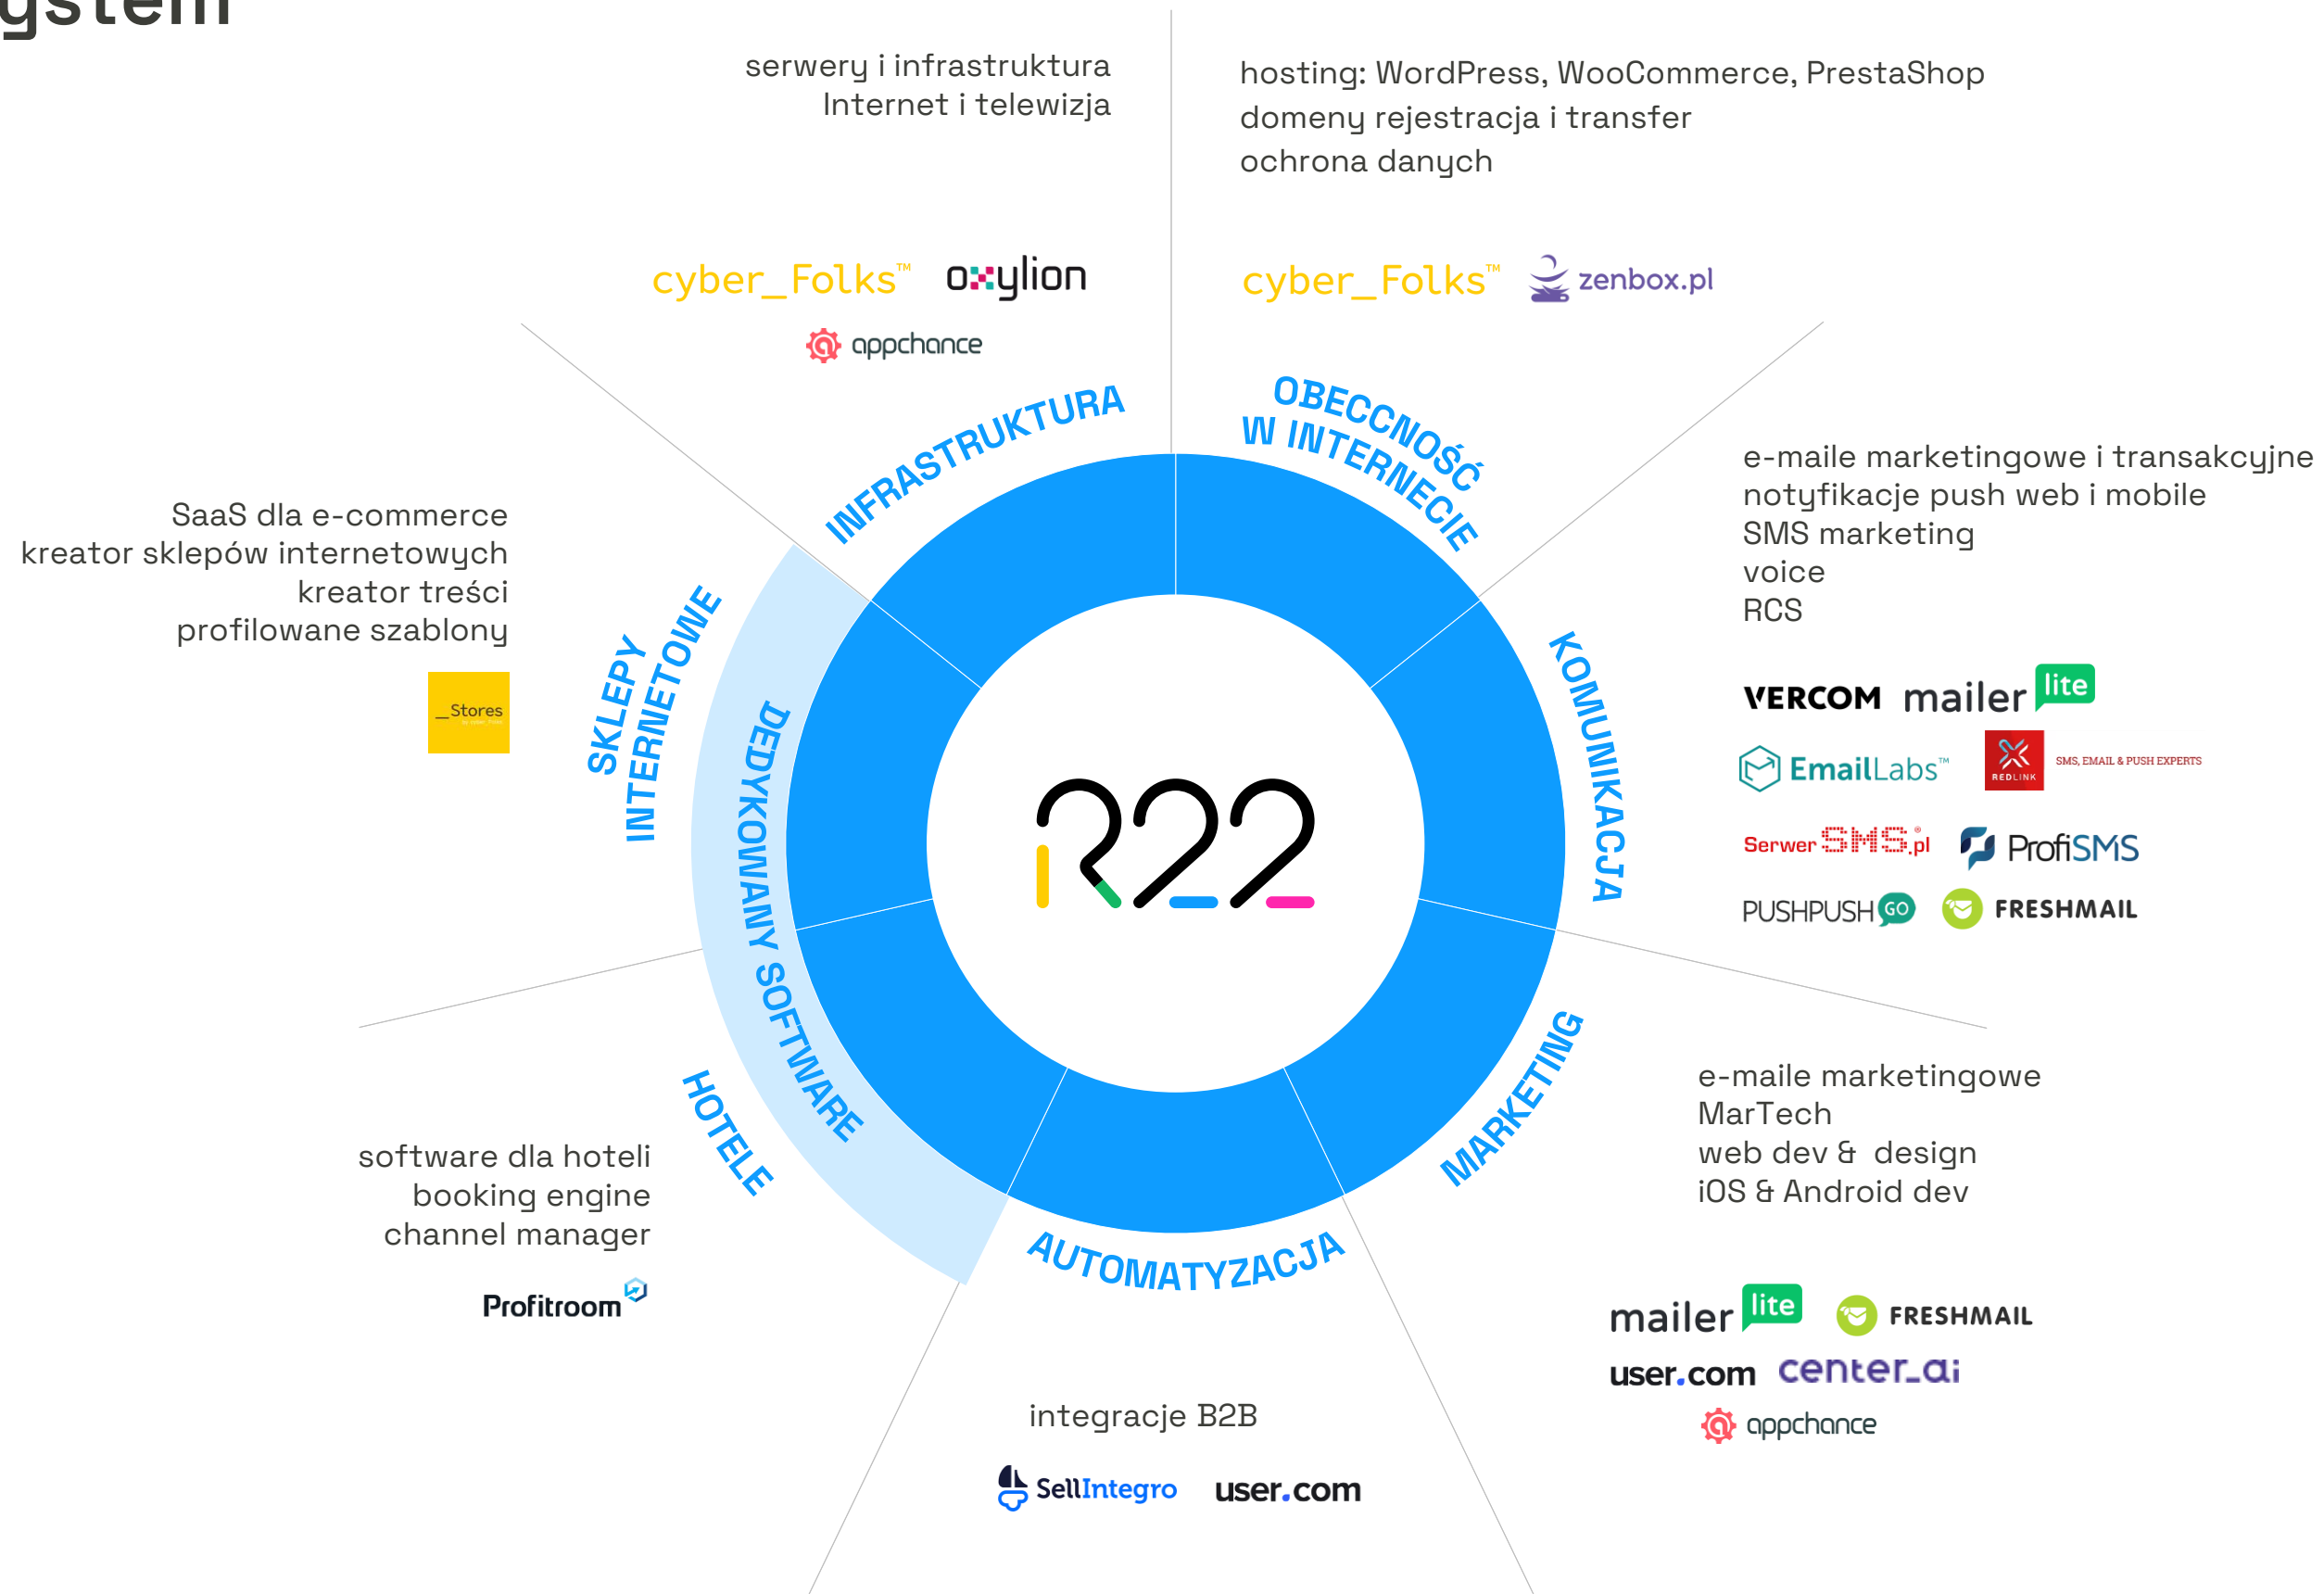 ystem
serwery i infrastruktura
Internet i telewizja
cyber_Folks™ oxylion
appchance
hosting: WordPress, WooCommerce, PrestaShop
domeny rejestracja i transfer
ochrona danych
cyber_Folks™ zenbox.pl
INFRASTRUKTURA
OBECCNOŚĆ
W INTERNECIE
e-maile marketingowe i transakcyjne
notyfikacje push web i mobile
SMS marketing
voice
RCS
VERCOM mailer lite
EmailLabs™ REDLINK SMS, EMAIL & PUSH EXPERTS
SerwerSMS®.pl ProfiSMS
PUSHPUSH GO FRESHMAIL
KOMUNIKACJA
SaaS dla e-commerce
kreator sklepów internetowych
kreator treści
profilowane szablony
_Stores
by cyber_Folks
SKLEPY
INTERNETOWE
DEDYKOWANY SOFTWARE
R22
HOTELE
software dla hoteli
booking engine
channel manager
Profitroom
MARKETING
e-maile marketingowe
MarTech
web dev & design
iOS & Android dev
mailer lite FRESHMAIL
user.com center_ai
appchance
AUTOMATYZACJA
integracje B2B
SellIntegro user.com